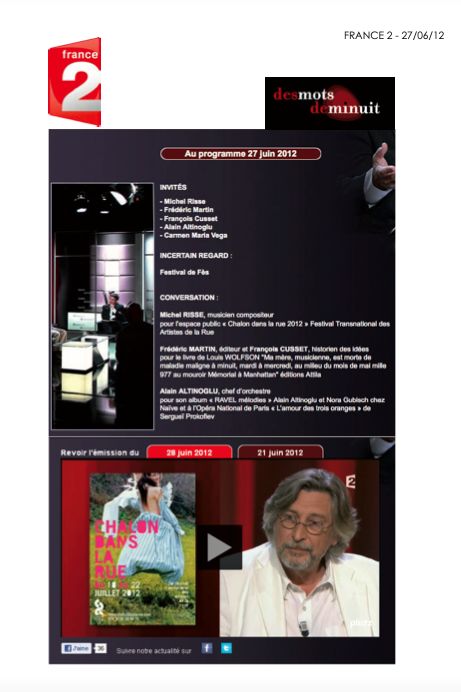 FRANCE 2 - 27/06/12
france
2
desmots
deminuit
Au programme 27 juin 2012
INVITÉS
- Michel Risse
- Frédéric Martin
- François Cusset
- Alain Altinoglu
- Carmen Maria Vega
INCERTAIN REGARD :
Festival de Fès
CONVERSATION :
Michel RISSE, musicien compositeur
pour l'espace public « Chalon dans la rue 2012 » Festival Transnational des
Artistes de la Rue
Frédéric MARTIN, éditeur et François CUSSET, historien des idées
pour le livre de Louis WOLFSON "Ma mère, musicienne, est morte de
maladie maligne à minuit, mardi à mercredi, au milieu du mois de mai mille
977 au mouroir Mémorial à Manhattan" éditions Attila
Alain ALTINOGLU, chef d'orchestre
pour son album « RAVEL mélodies » Alain Altinoglu et Nora Gubisch chez
Naïve et à l'Opéra National de Paris « L'amour des trois oranges » de
Sergueï Prokofiev
Revoir l'émission du
28 juin 2012
21 juin 2012
2
CHALON
DANS
LA
RUE
22
JUILLET 2012
J'aime
36
Suivre notre actualité sur